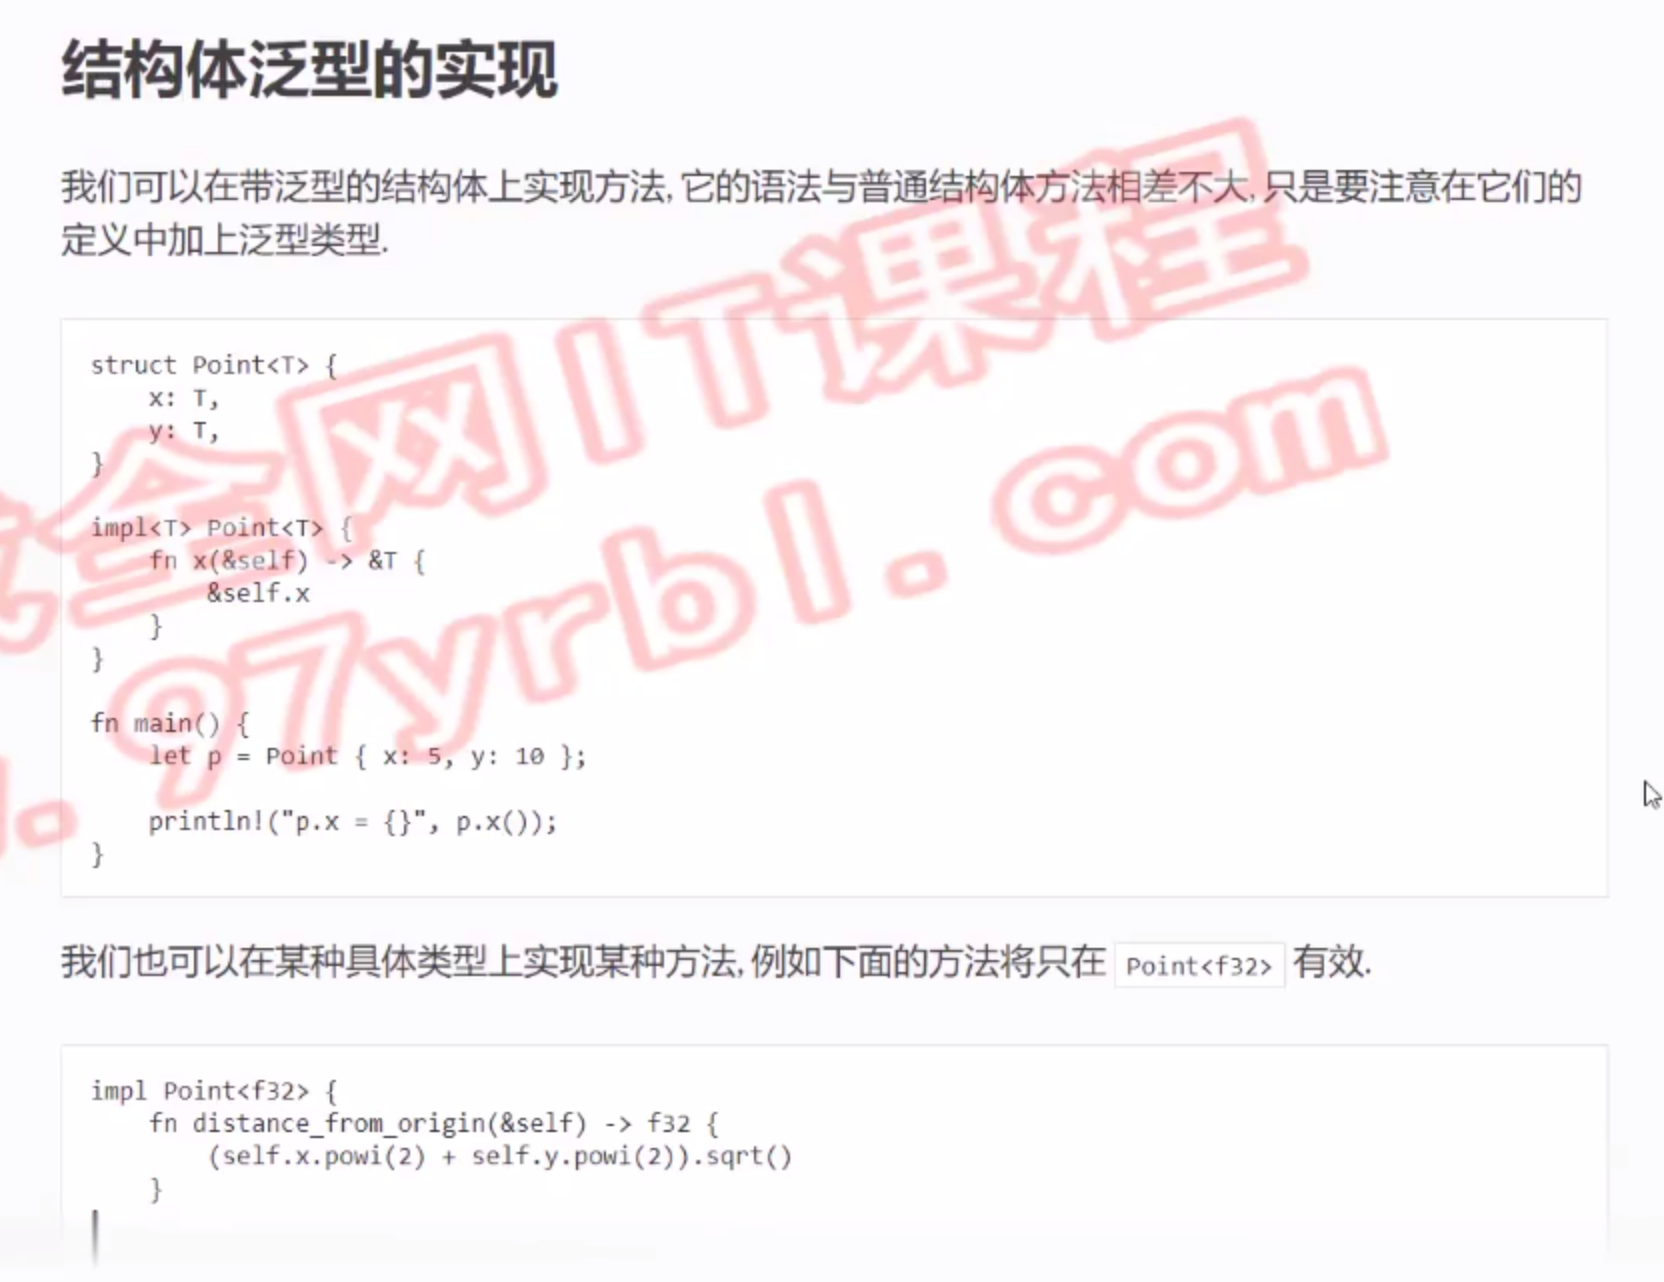 结构体泛型的实现
我们可以在带泛型的结构体上实现方法, 它的语法与普通结构体方法相差不大, 只是要注意在它们的
定义中加上泛型类型.
struct Point<T> {
    x: T,
    y: T,
}
impl<T> Point<T> {
    fn x(&self) -> &T {
        &self.x
    }
}
fn main() {
    let p = Point { x: 5, y: 10 };
    println!("p.x = {}", p.x());
}
我们也可以在某种具体类型上实现某种方法, 例如下面的方法将只在 Point<f32> 有效.
impl Point<f32> {
    fn distance_from_origin(&self) -> f32 {
        (self.x.powi(2) + self.y.powi(2)).sqrt()
    }
全网IT课程
.97yrbl.com